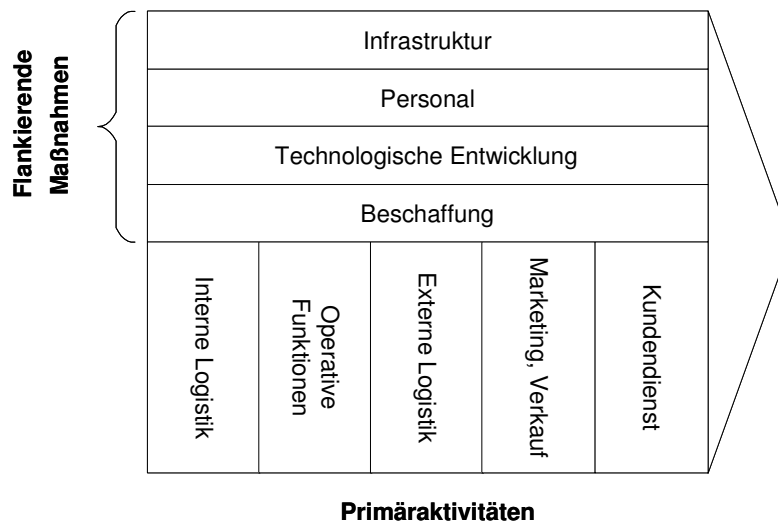 Flankierende
Maßnahmen
Infrastruktur
Personal
Technologische Entwicklung
Beschaffung
Interne Logistik
Operative
Funktionen
Externe Logistik
Marketing, Verkauf
Kundendienst
Primäraktivitäten